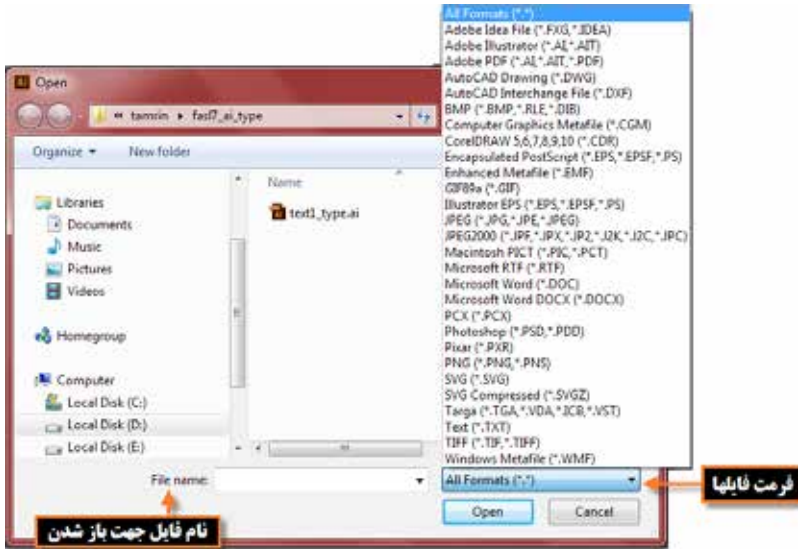 Open
« tamrin ▸ fasl7_ai_type
Organize
New folder
Name
text1_type.ai
Libraries
Documents
Music
Pictures
Videos
Homegroup
Computer
Local Disk (C:)
Local Disk (D:)
Local Disk (E:)
All Formats (*.*)
Adobe Idea File (*.FXG,*.IDEA)
Adobe Illustrator (*.AI,*.AIT)
Adobe PDF (*.AI,*.AIT,*.PDF)
AutoCAD Drawing (*.DWG)
AutoCAD Interchange File (*.DXF)
BMP (*.BMP,*.RLE,*.DIB)
Computer Graphics Metafile (*.CGM)
CorelDRAW 5,6,7,8,9,10 (*.CDR)
Encapsulated PostScript (*.EPS,*.EPSF,*.PS)
Enhanced Metafile (*.EMF)
GIF89a (*.GIF)
Illustrator EPS (*.EPS,*.EPSF,*.PS)
JPEG (*.JPG,*.JPE,*.JPEG)
JPEG2000 (*.JPF,*.JPX,*.JP2,*.J2K,*.J2C,*.JPC)
Macintosh PICT (*.PIC,*.PCT)
Microsoft RTF (*.RTF)
Microsoft Word (*.DOC)
Microsoft Word DOCX (*.DOCX)
PCX (*.PCX)
Photoshop (*.PSD,*.PDD)
Pixar (*.PXR)
PNG (*.PNG,*.PNS)
SVG (*.SVG)
SVG Compressed (*.SVGZ)
Targa (*.TGA,*.VDA,*.ICB,*.VST)
Text (*.TXT)
TIFF (*.TIF,*.TIFF)
Windows Metafile (*.WMF)
File name:
All Formats (*.*)
فرمت فایلها
Open
Cancel
نام فایل جهت باز شدن